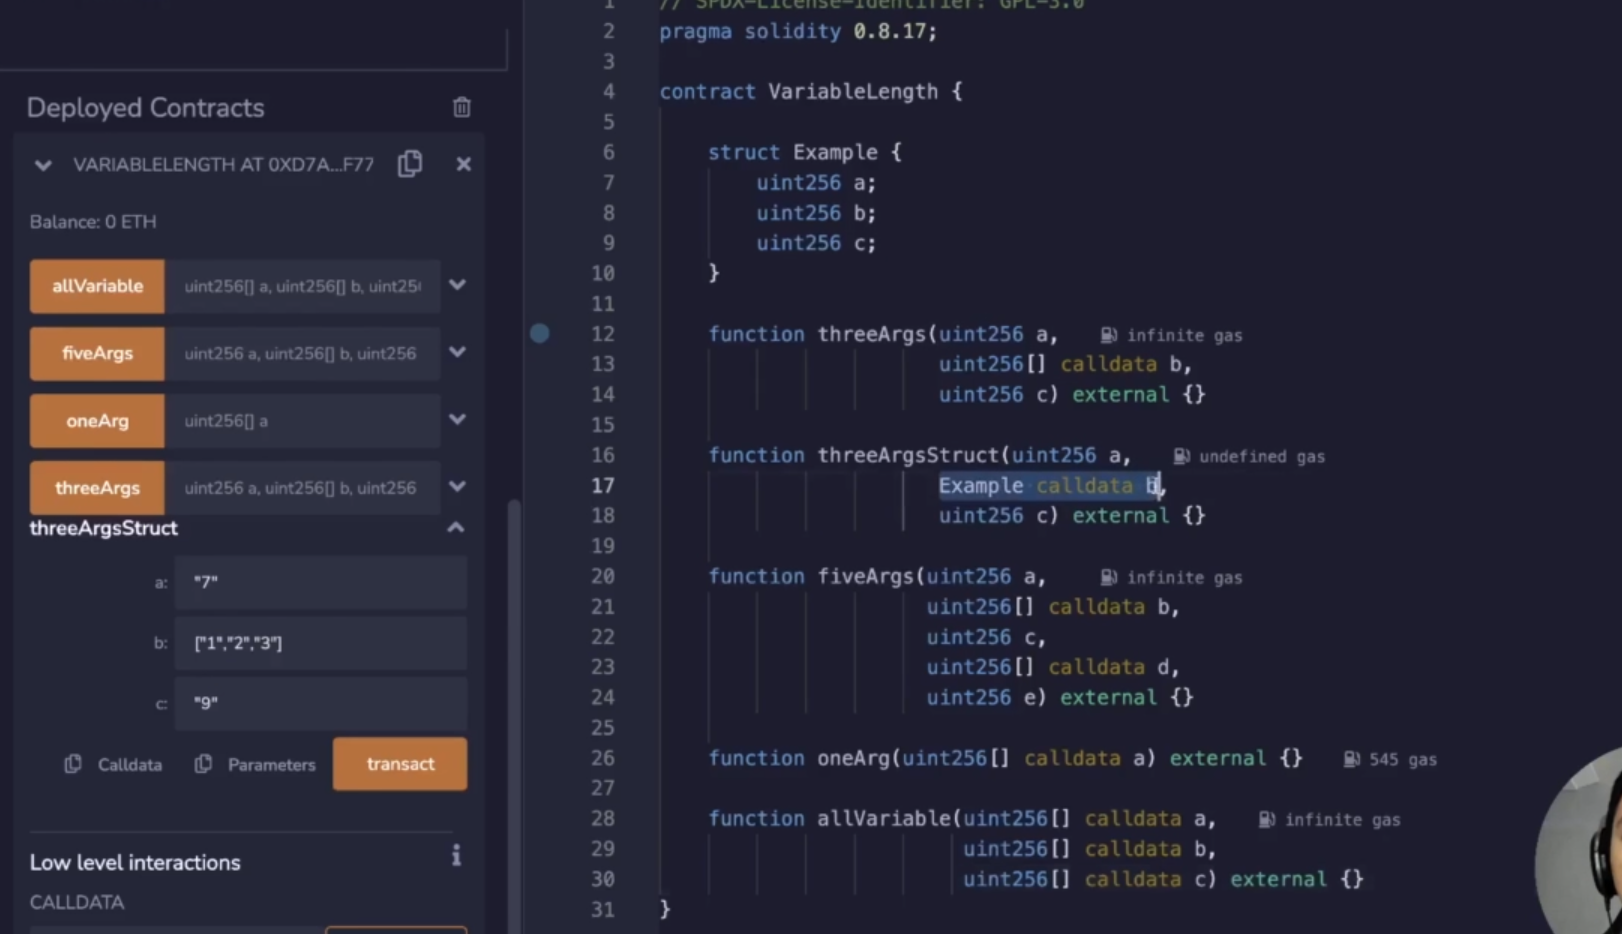 Deployed Contracts
VARIABLELENGTH AT 0XD7A...F77
Balance: 0 ETH
allVariable uint256[] a, uint256[] b, uint25
fiveArgs uint256 a, uint256[] b, uint256
oneArg uint256[] a
threeArgs uint256 a, uint256[] b, uint256
threeArgsStruct
a: "7"
b: ["1","2","3"]
c: "9"
Calldata Parameters transact
Low level interactions i
CALLDATA
1 // SPDX-License-Identifier: GPL-3.0
2 pragma solidity 0.8.17;
3
4 contract VariableLength {
5
6 struct Example {
7 uint256 a;
8 uint256 b;
9 uint256 c;
10 }
11
12 function threeArgs(uint256 a, infinite gas
13 uint256[] calldata b,
14 uint256 c) external {}
15
16 function threeArgsStruct(uint256 a, undefined gas
17 Example calldata b,
18 uint256 c) external {}
19
20 function fiveArgs(uint256 a, infinite gas
21 uint256[] calldata b,
22 uint256 c,
23 uint256[] calldata d,
24 uint256 e) external {}
25
26 function oneArg(uint256[] calldata a) external {} 545 gas
27
28 function allVariable(uint256[] calldata a, infinite gas
29 uint256[] calldata b,
30 uint256[] calldata c) external {}
31 }